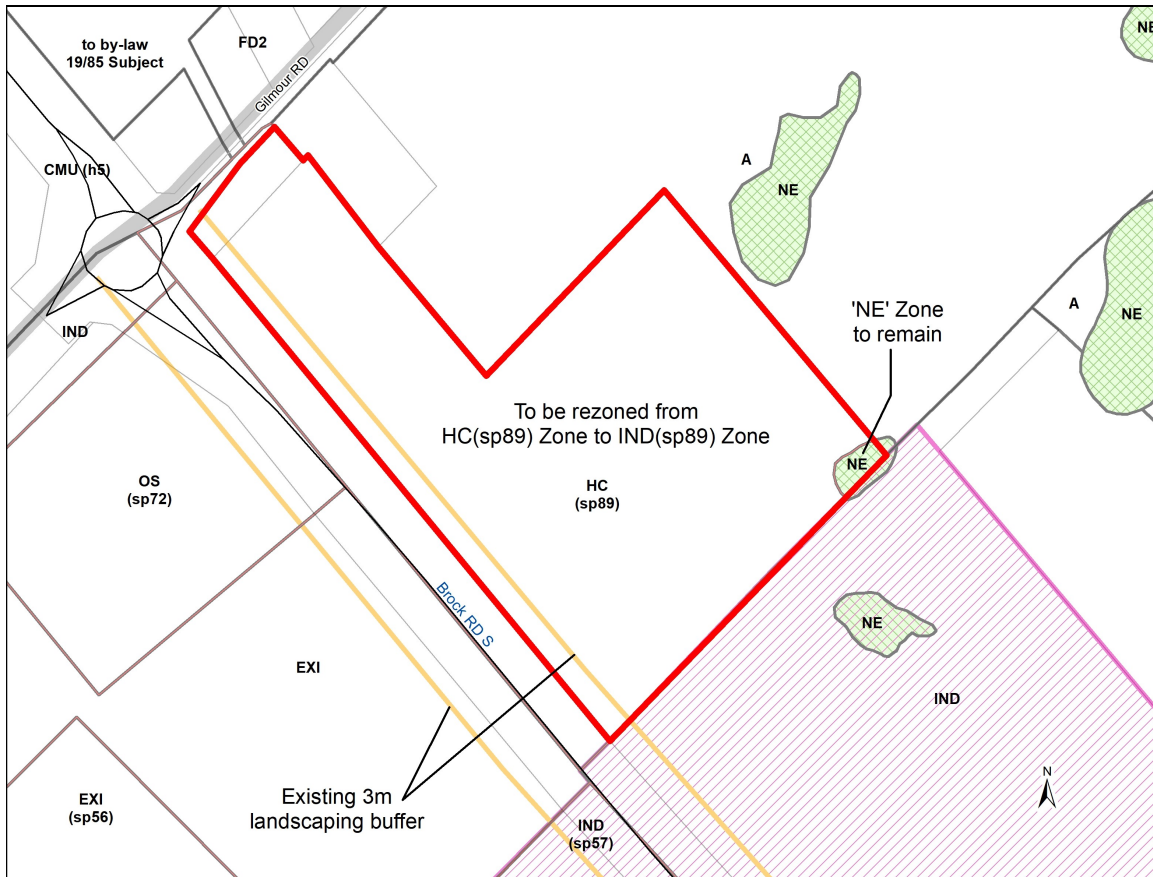 to by-law
19/85 Subject
FD2
Gilmour RD
NE
CMU (h5)
A
NE
IND
'NE' Zone
to remain
A
NE
To be rezoned from
HC(sp89) Zone to IND(sp89) Zone
NE
OS
(sp72)
HC
(sp89)
Brock RD S
NE
EXI
IND
Existing 3m
landscaping buffer
EXI
(sp56)
IND
(sp57)
N